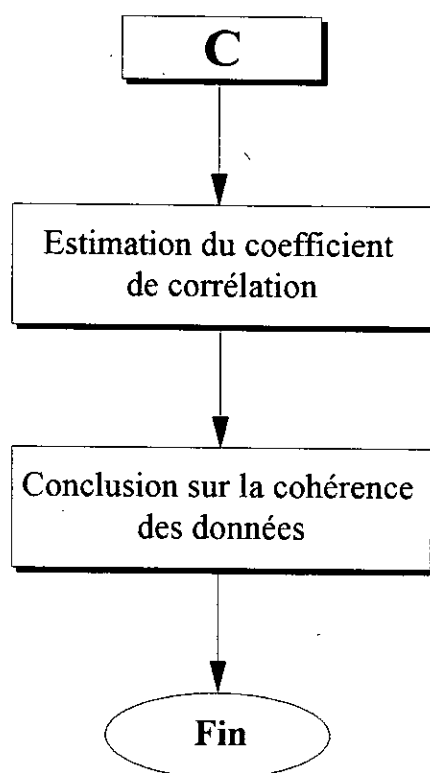 C
Estimation du coefficient
de corrélation
Conclusion sur la cohérence
des données
Fin